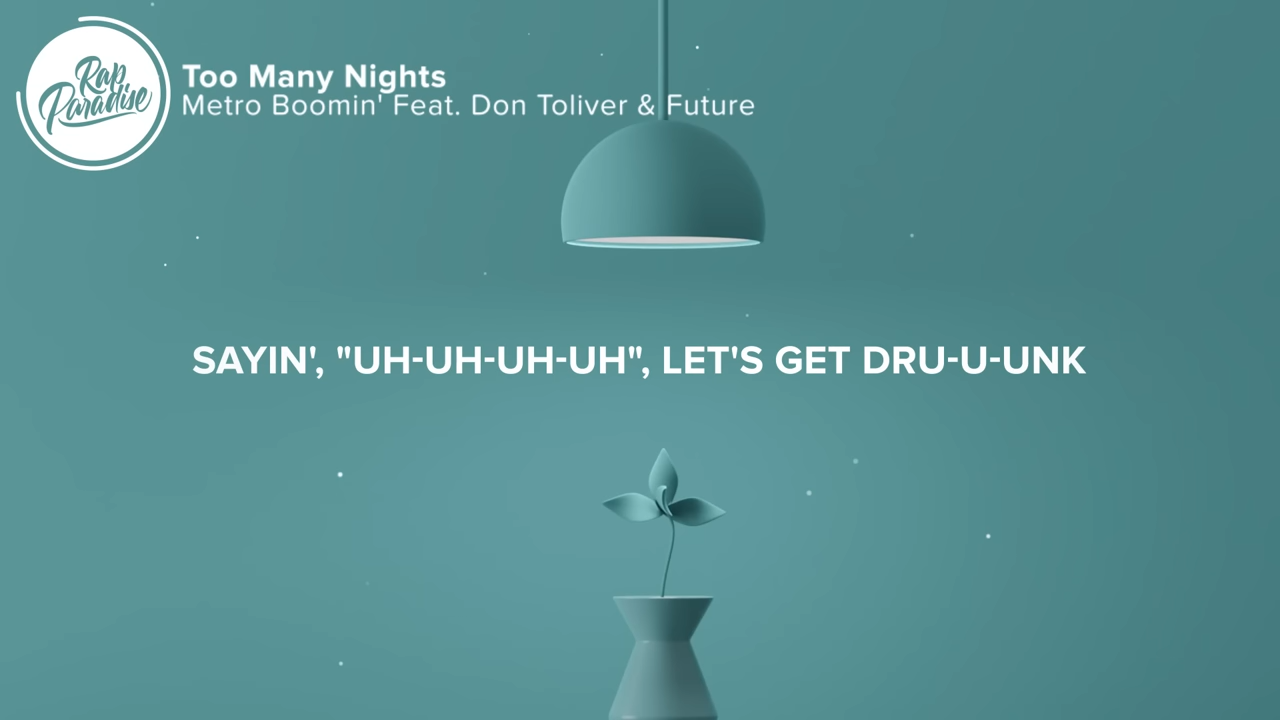 Rap
Paradise
Too Many Nights
Metro Boomin' Feat. Don Toliver & Future
SAYIN', "UH-UH-UH-UH", LET'S GET DRU-U-UNK